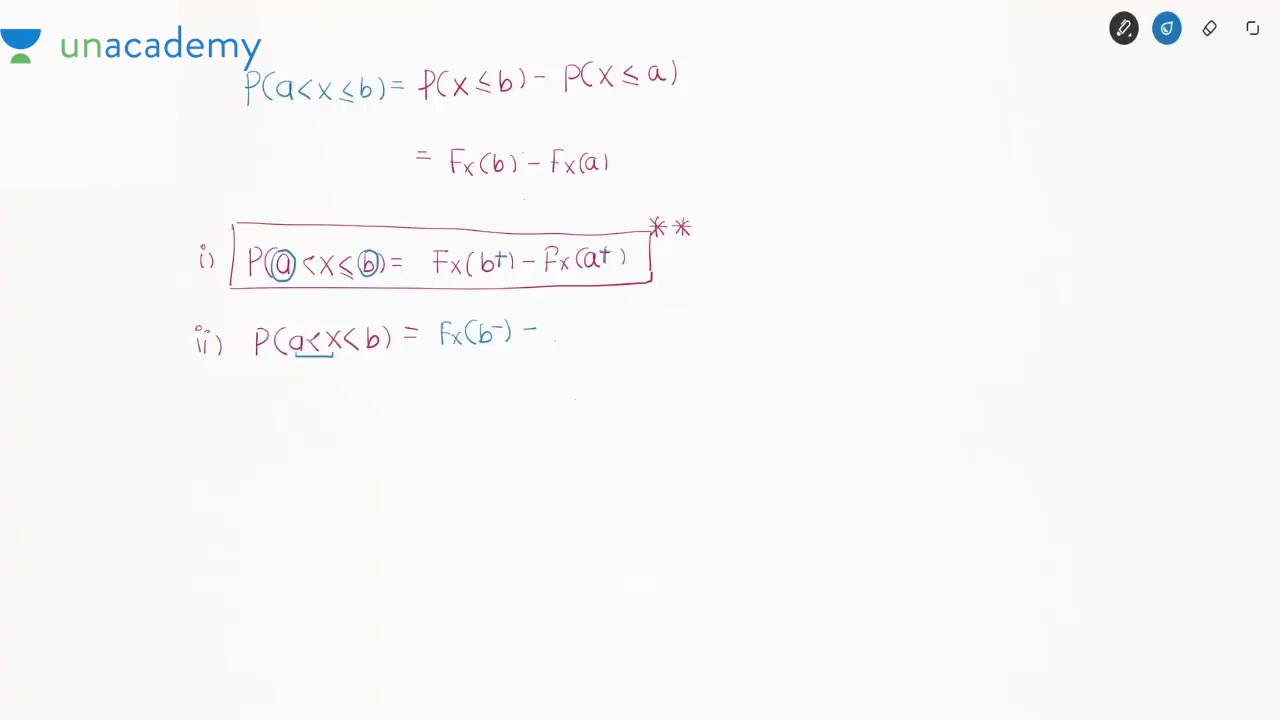 unacademy
P(a<x≤b) = P(x≤b) - P(x≤a)
= Fx(b) - Fx(a)
i) P(a<x≤b) = Fx(b+) - Fx(a+) **
ii) P(a<x<b) = Fx(b-) -